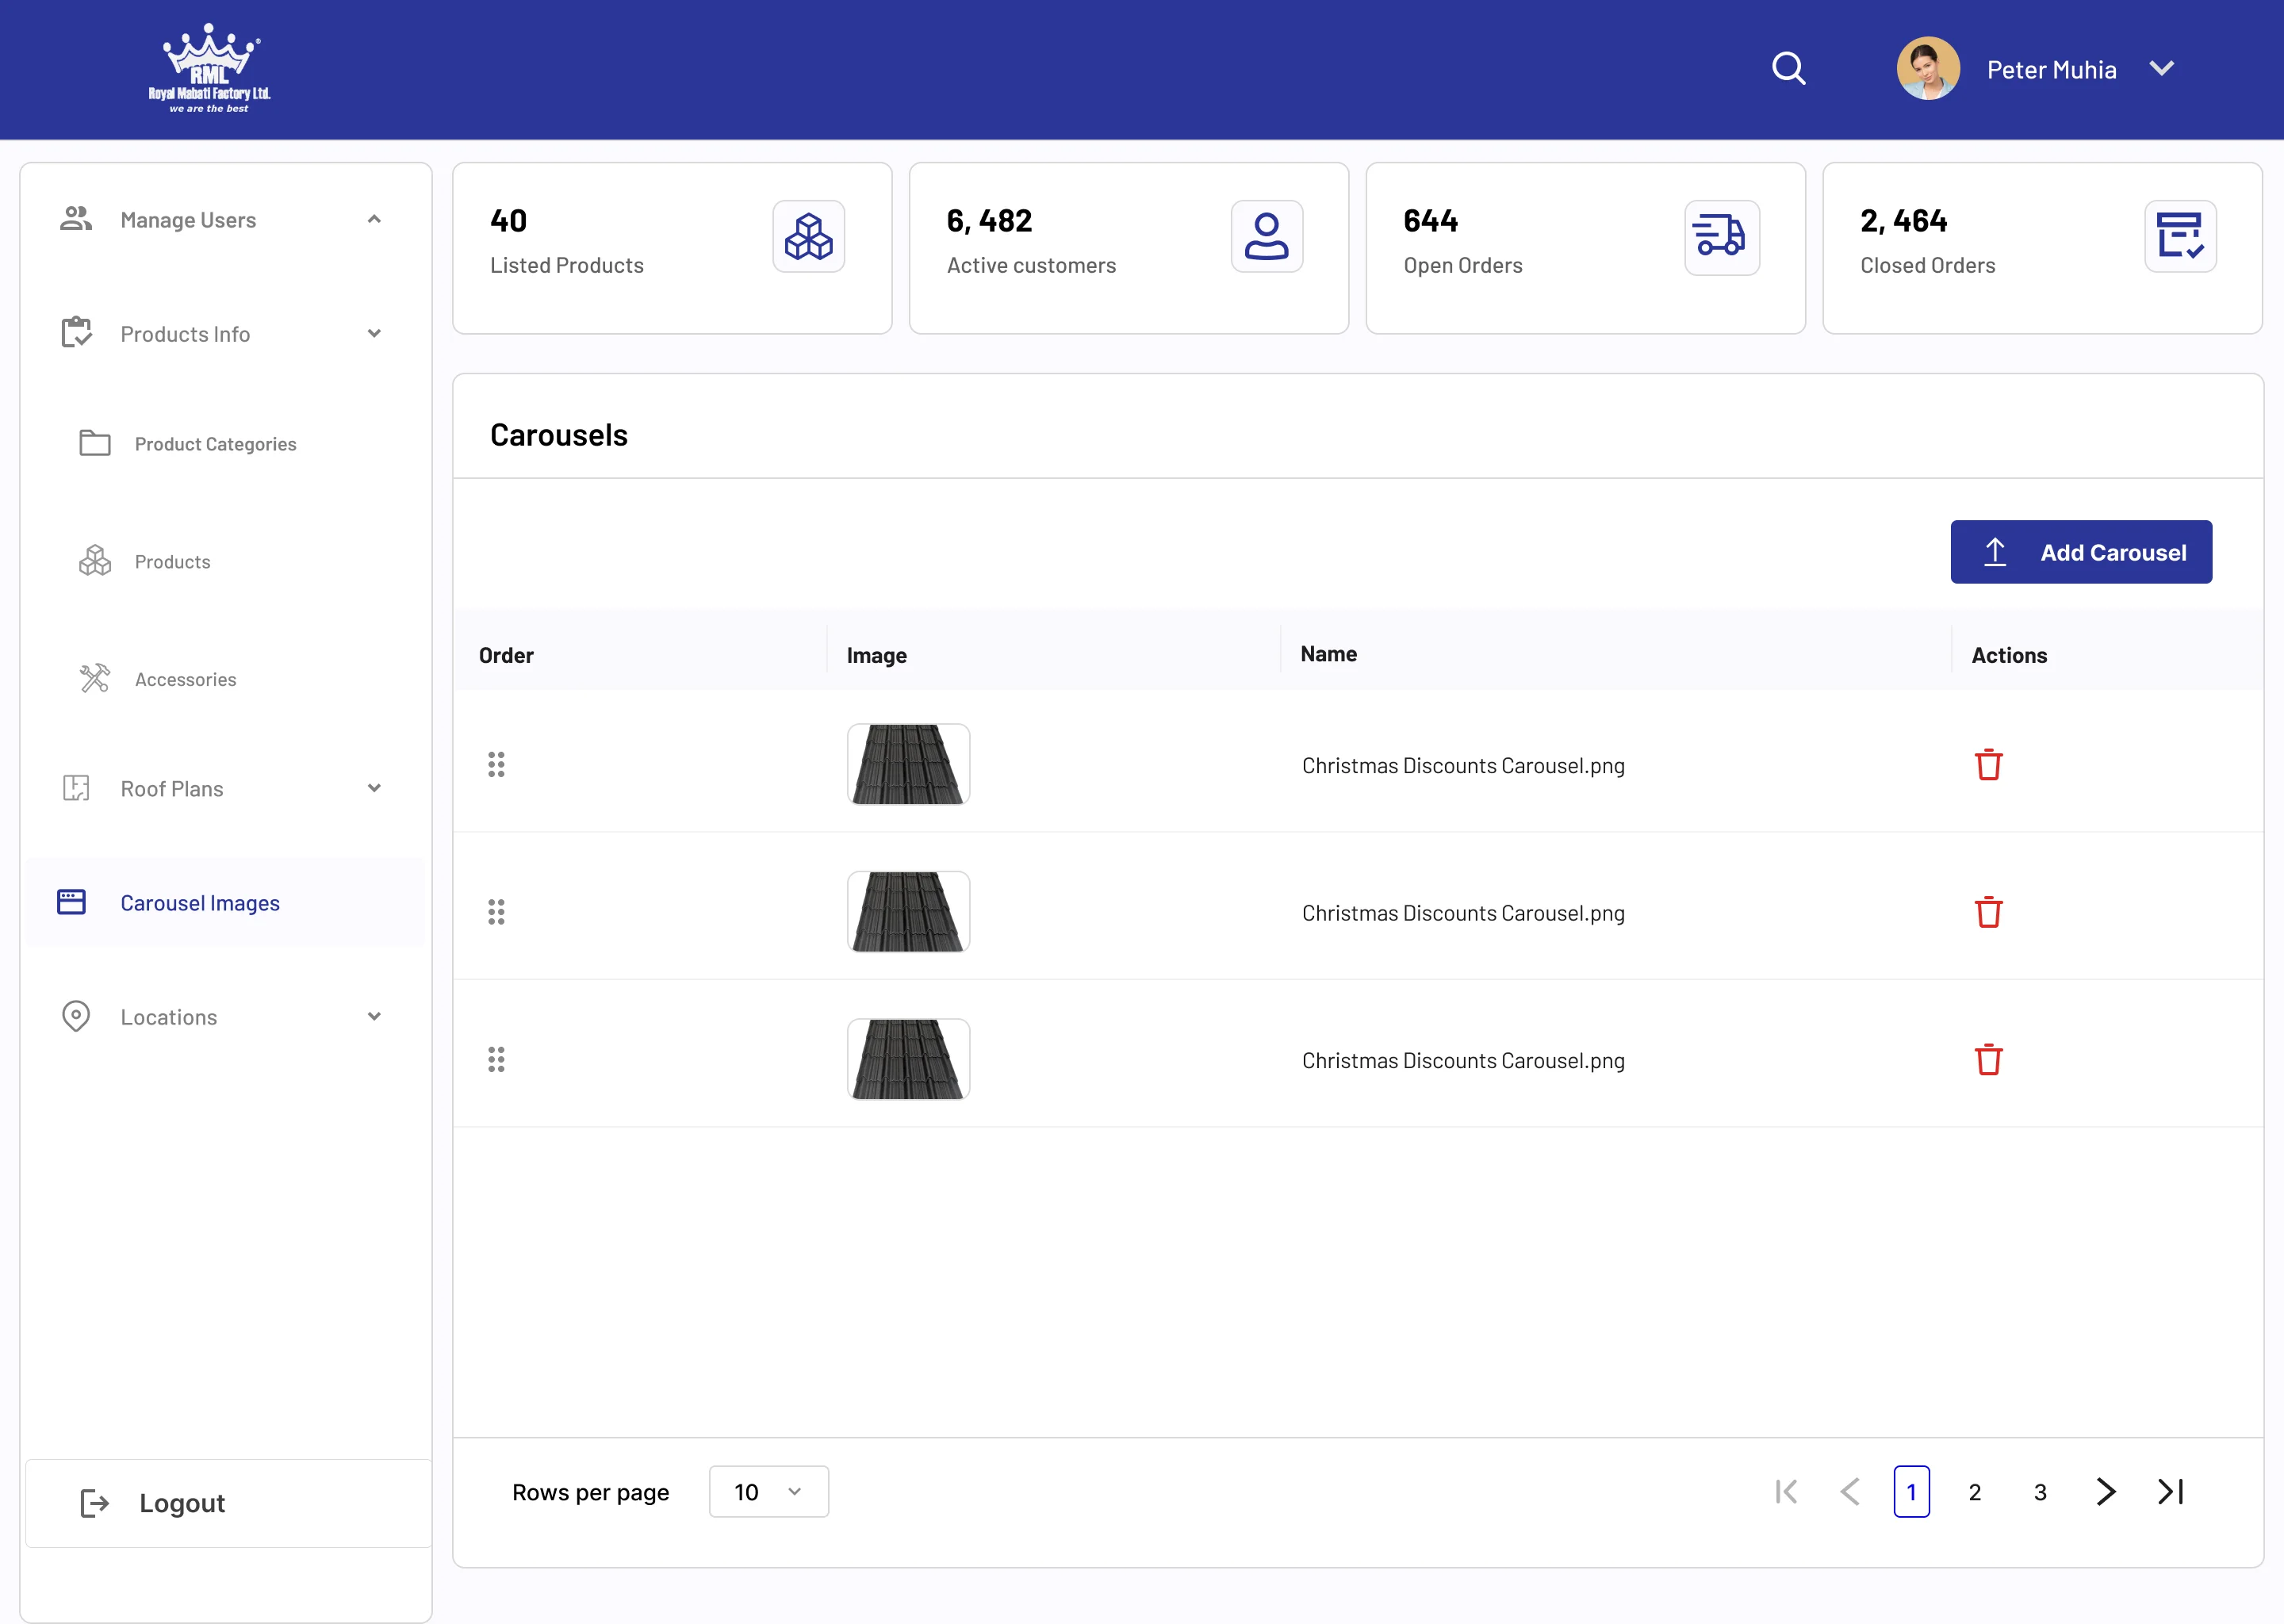 RML
Royal Mabati Factory Ltd.
we are the best
Peter Muhia
Manage Users
Products Info
Product Categories
Products
Accessories
Roof Plans
Carousel Images
Locations
Logout
40
Listed Products
6, 482
Active customers
644
Open Orders
2, 464
Closed Orders
Carousels
Add Carousel
Order Image Name Actions
Christmas Discounts Carousel.png
Christmas Discounts Carousel.png
Christmas Discounts Carousel.png
Rows per page 10 1 2 3